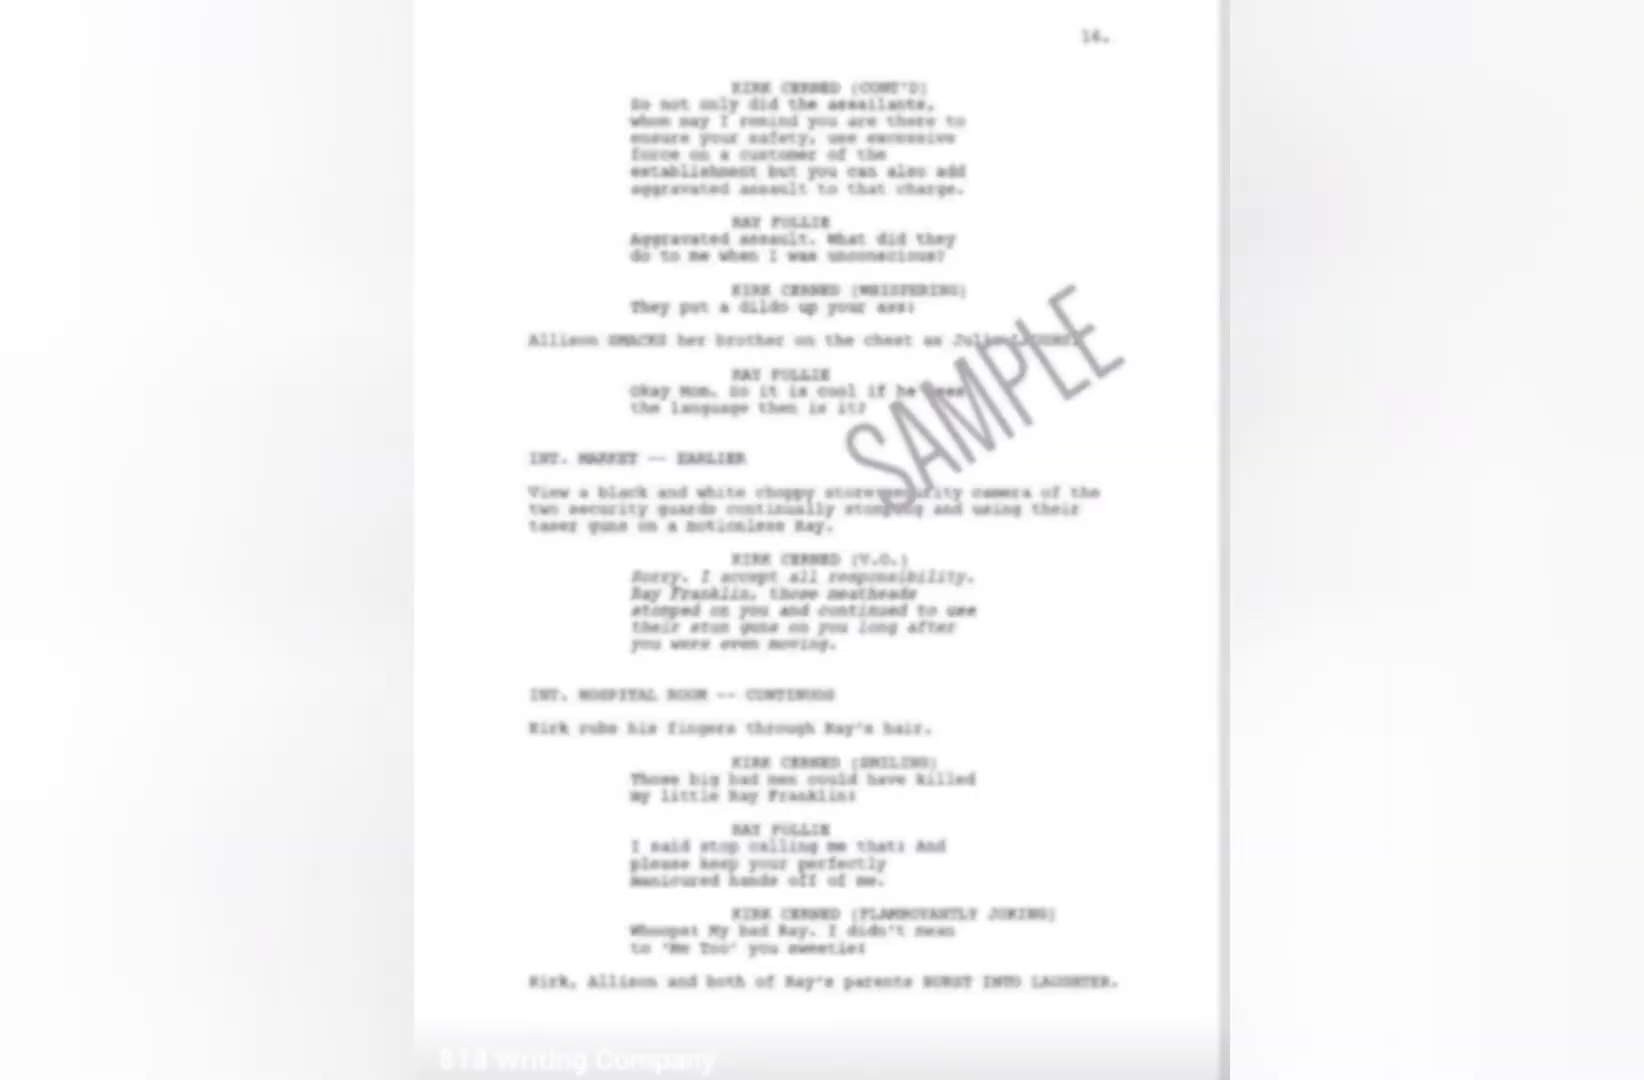 16.
KIRK CERNED (CONT'D)
So not only did the assailants,
whom may I remind you are there to
ensure your safety, use excessive
force on a customer of the
establishment but you can also add
aggravated assault to that charge.
RAY FOLLIE
Aggravated assault. What did they
do to me when I was unconscious?
KIRK CERNED (WHISPERING)
They put a dildo up your ass!
Allison SMACKS her brother on the chest as
RAY FOLLIE
Okay Mom. So it is cool if he uses
the language then is it?
SAMPLE
INT. MARKET -- EARLIER
View a black and white choppy store security camera of the
two security guards continually stomping and using their
taser guns on a motionless Ray.
KIRK CERNED (V.O.)
Sorry. I accept all responsibility.
Ray Franklin, those meatheads
stomped on you and continued to use
their stun guns on you long after
you were even moving.
INT. HOSPITAL ROOM -- CONTINUOS
Kirk rubs his fingers through Ray's hair.
KIRK CERNED (SMILING)
Those big bad men could have killed
my little Ray Franklin!
RAY FOLLIE
I said stop calling me that! And
please keep your perfectly
manicured hands off of me.
KIRK CERNED (FLAMBOYANTLY JOKING)
Whoops! My bad Ray. I didn't mean
to 'Me Too' you sweetie!
Kirk, Allison and both of Ray's parents BURST INTO LAUGHTER.
Writing Company